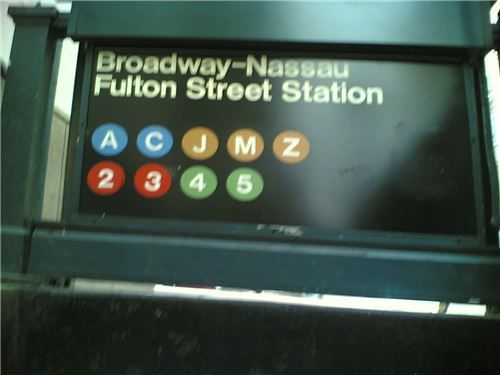 Broadway-Nassau
Fulton Street Station
A C J M Z
2 3 4 5